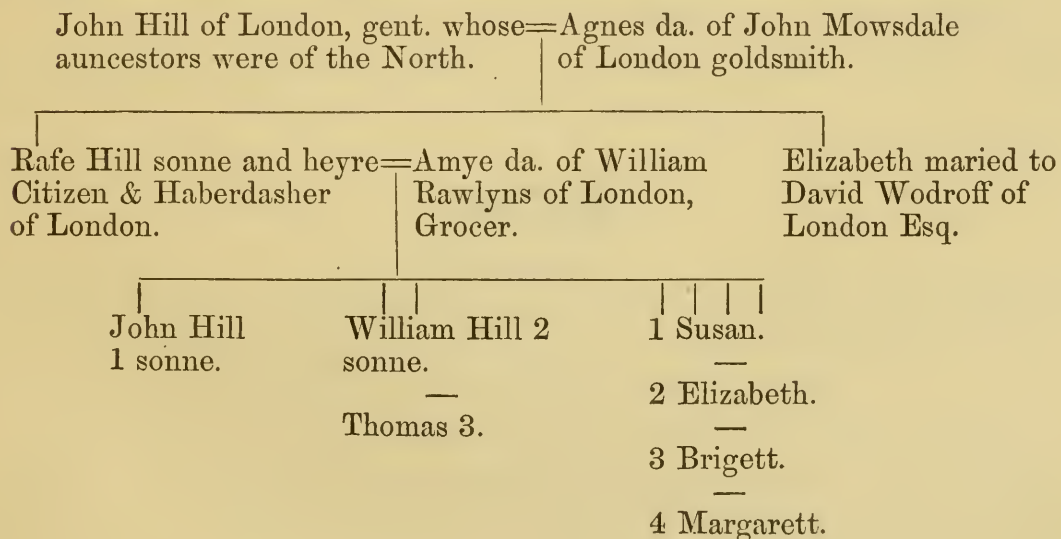 John Hill of London, gent. whose=Agnes da. of John Mowsdale
auncestors were of the North.
of London goldsmith.
Rafe Hill sonne and heyre=Amye da. of William
Citizen & Haberdasher
Rawlyns of London,
of London.
Grocer.
Elizabeth maried to
David Wodroff of
London Esq.
John Hill
1 sonne.
William Hill 2
sonne.
—
Thomas 3.
1 Susan.
—
2 Elizabeth.
—
3 Brigett.
—
4 Margarett.